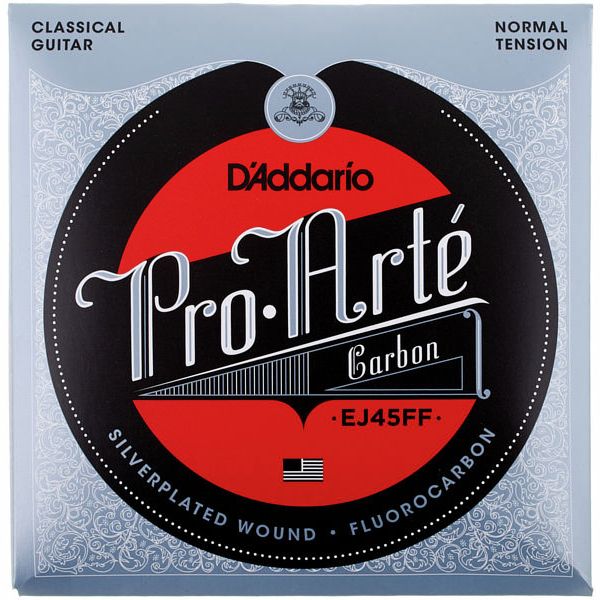 CLASSICAL
GUITAR
NORMAL
TENSION
D'Addario
Pro·Arté
Carbon
·EJ45FF·
SILVERPLATED WOUND · FLUOROCARBON